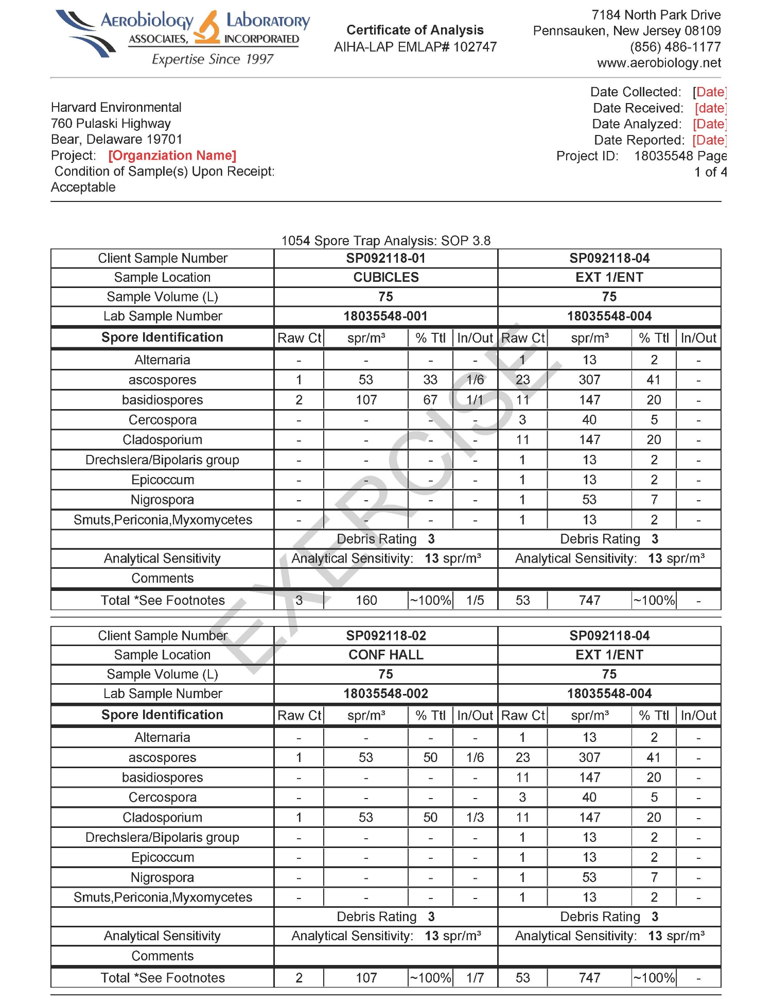 AEROBIOLOGY LABORATORY
ASSOCIATES, INCORPORATED
Expertise Since 1997
Certificate of Analysis
AIHA-LAP EMLAP# 102747
7184 North Park Drive
Pennsauken, New Jersey 08109
(856) 486-1177
www.aerobiology.net
Harvard Environmental
760 Pulaski Highway
Bear, Delaware 19701
Project: [Organziation Name]
Condition of Sample(s) Upon Receipt:
Acceptable
Date Collected: [Date]
Date Received: [date]
Date Analyzed: [Date]
Date Reported: [Date]
Project ID: 18035548 Page
1 of 4
1054 Spore Trap Analysis: SOP 3.8
Client Sample Number SP092118-01 SP092118-04
Sample Location CUBICLES EXT 1/ENT
Sample Volume (L) 75 75
Lab Sample Number 18035548-001 18035548-004
Spore Identification Raw Ct spr/m³ % Ttl In/Out Raw Ct spr/m³ % Ttl In/Out
Alternaria - - - - 1 13 2 -
ascospores 1 53 33 1/6 23 307 41 -
basidiospores 2 107 67 1/1 11 147 20 -
Cercospora - - - - 3 40 5 -
Cladosporium - - - - 11 147 20 -
Drechslera/Bipolaris group - - - - 1 13 2 -
Epicoccum - - - - 1 13 2 -
Nigrospora - - - - 1 53 7 -
Smuts,Periconia,Myxomycetes - - - - 1 13 2 -
Debris Rating 3 Debris Rating 3
Analytical Sensitivity Analytical Sensitivity: 13 spr/m³ Analytical Sensitivity: 13 spr/m³
Comments
Total *See Footnotes 3 160 ~100% 1/5 53 747 ~100% -
Client Sample Number SP092118-02 SP092118-04
Sample Location CONF HALL EXT 1/ENT
Sample Volume (L) 75 75
Lab Sample Number 18035548-002 18035548-004
Spore Identification Raw Ct spr/m³ % Ttl In/Out Raw Ct spr/m³ % Ttl In/Out
Alternaria - - - - 1 13 2 -
ascospores 1 53 50 1/6 23 307 41 -
basidiospores - - - - 11 147 20 -
Cercospora - - - - 3 40 5 -
Cladosporium 1 53 50 1/3 11 147 20 -
Drechslera/Bipolaris group - - - - 1 13 2 -
Epicoccum - - - - 1 13 2 -
Nigrospora - - - - 1 53 7 -
Smuts,Periconia,Myxomycetes - - - - 1 13 2 -
Debris Rating 3 Debris Rating 3
Analytical Sensitivity Analytical Sensitivity: 13 spr/m³ Analytical Sensitivity: 13 spr/m³
Comments
Total *See Footnotes 2 107 ~100% 1/7 53 747 ~100% -
EXERCISE